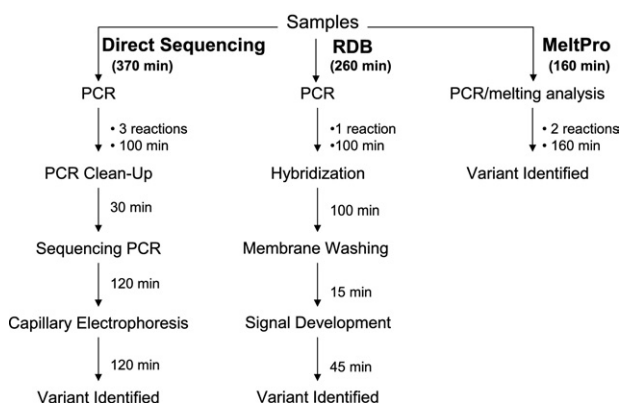 Samples
Direct Sequencing
(370 min)
RDB
(260 min)
MeltPro
(160 min)
PCR
PCR
PCR/melting analysis
• 3 reactions
• 100 min
•1 reaction
•100 min
• 2 reactions
• 160 min
PCR Clean-Up
Hybridization
Variant Identified
30 min
100 min
Sequencing PCR
Membrane Washing
120 min
15 min
Capillary Electrophoresis
Signal Development
120 min
45 min
Variant Identified
Variant Identified